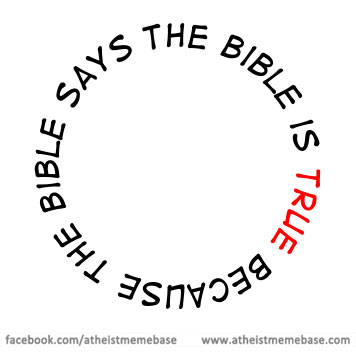 THE BIBLE IS TRUE BECAUSE THE BIBLE SAYS
facebook.com/atheistmemebase
www.atheistmemebase.com